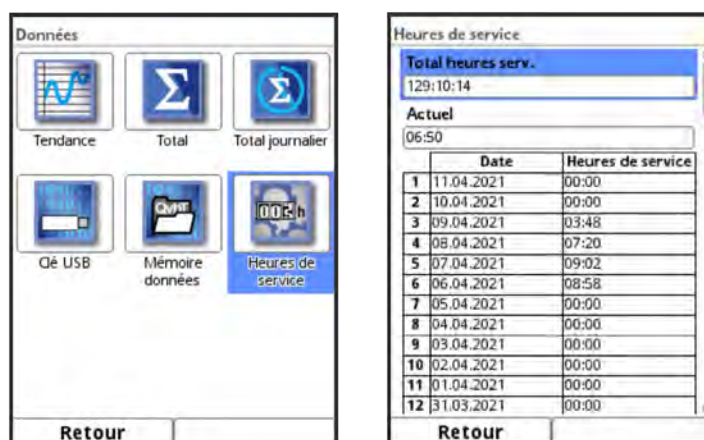 Données
Tendance
Total
Total journalier
Clé USB
Mémoire données
Heures de service
Retour
Heures de service
Total heures serv.
129:10:14
Actuel
06:50
Date Heures de service
1 11.04.2021 00:00
2 10.04.2021 00:00
3 09.04.2021 03:48
4 08.04.2021 07:20
5 07.04.2021 09:02
6 06.04.2021 08:58
7 05.04.2021 00:00
8 04.04.2021 00:00
9 03.04.2021 00:00
10 02.04.2021 00:00
11 01.04.2021 00:00
12 31.03.2021 00:00
Retour